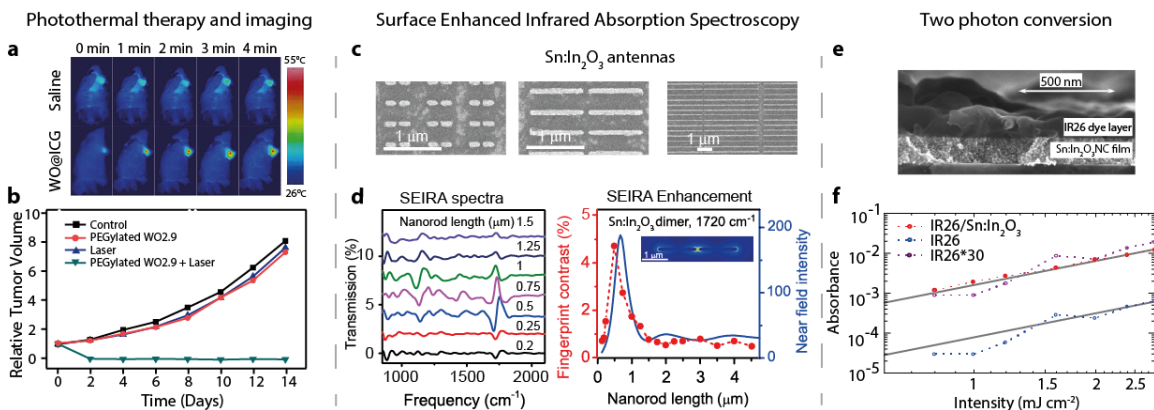 Photothermal therapy and imaging
Surface Enhanced Infrared Absorption Spectroscopy
Two photon conversion
a
0 min 1 min 2 min 3 min 4 min
55°C
Saline
WO@ICG
26°C
b
Relative Tumor Volume
10
8
6
4
2
0
Control
PEGylated WO2.9
Laser
PEGylated WO2.9 + Laser
0 2 4 6 8 10 12 14
Time (Days)
c
Sn:In₂O₃ antennas
1 μm
1 μm
1 μm
d
SEIRA spectra
Nanorod length (μm) 1.5
1.25
1
0.75
0.5
0.25
0.2
Transmission (%)
10
5
0
1000 1500 2000
Frequency (cm⁻¹)
SEIRA Enhancement
Sn:In₂O₃ dimer, 1720 cm⁻¹
1 μm
Fingerprint contrast (%)
5
4
2
1
0
Near field intensity
200
150
100
50
0
0 1 2 3 4
Nanorod length (μm)
e
500 nm
IR26 dye layer
Sn:In₂O₃NC film
f
Absorbance
10⁻¹
10⁻²
10⁻³
10⁻⁴
10⁻⁵
IR26/Sn:In₂O₃
IR26
IR26*30
1 1.5 2 2.5
Intensity (mJ cm⁻²)